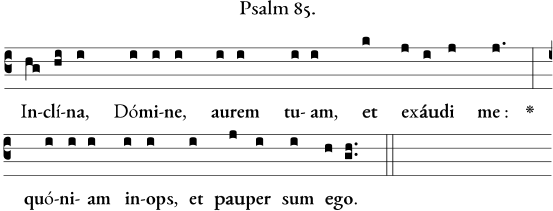 Psalm 85.
In-clí-na, Dómi-ne, aurem tu-am, et exáudi me : *
quó-ni-am in-ops, et pauper sum ego.